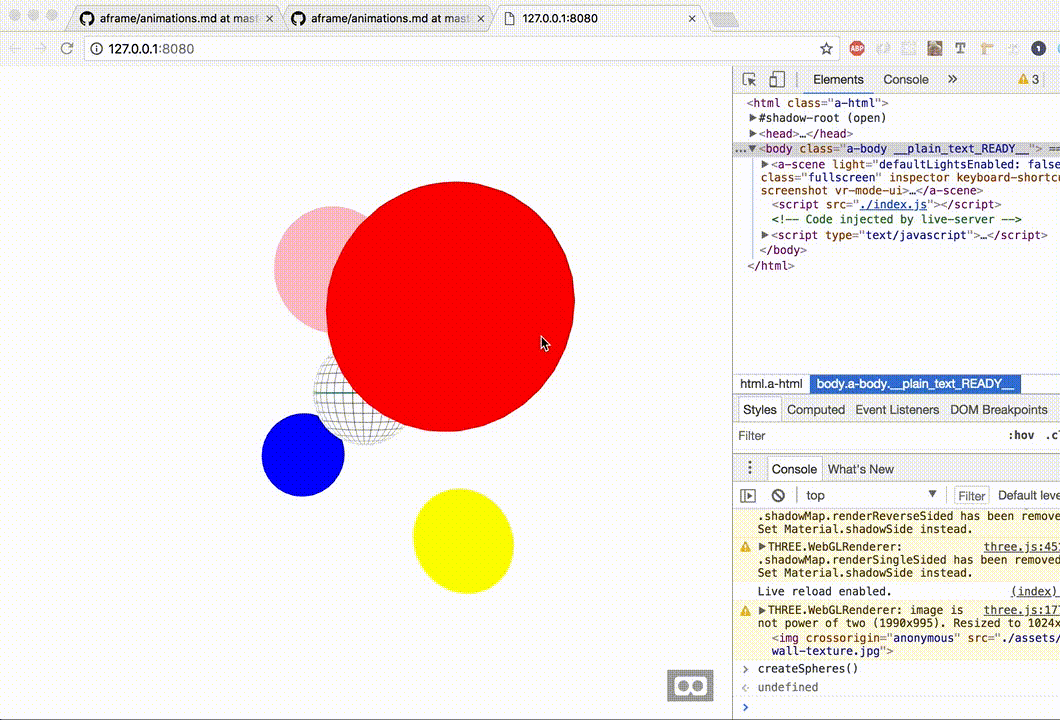 aframe/animations.md at mast
aframe/animations.md at mast
127.0.0.1:8080
127.0.0.1:8080
ABP
T
1
Elements
Console
3
<html class="a-html">
#shadow-root (open)
<head>…</head>
…<body class="a-body __plain_text_READY__"> ==
<a-scene light="defaultLightsEnabled: false
class="fullscreen" inspector keyboard-shortcu
screenshot vr-mode-ui>…</a-scene>
<script src="./index.js"></script>
<!-- Code injected by live-server -->
<script type="text/javascript">…</script>
</body>
</html>
html.a-html
body.a-body.__plain_text_READY__
Styles
Computed
Event Listeners
DOM Breakpoints
Filter
:hov
.cl
Console
What's New
top
Filter
Default leve
.shadowMap.renderReverseSided has been remove
Set Material.shadowSide instead.
THREE.WebGLRenderer:
three.js:45
.shadowMap.renderSingleSided has been removed
Set Material.shadowSide instead.
Live reload enabled.
(index)
THREE.WebGLRenderer: image is
three.js:17
not power of two (1990x995). Resized to 1024x
<img crossorigin="anonymous" src="./assets/
wall-texture.jpg">
createSpheres()
undefined